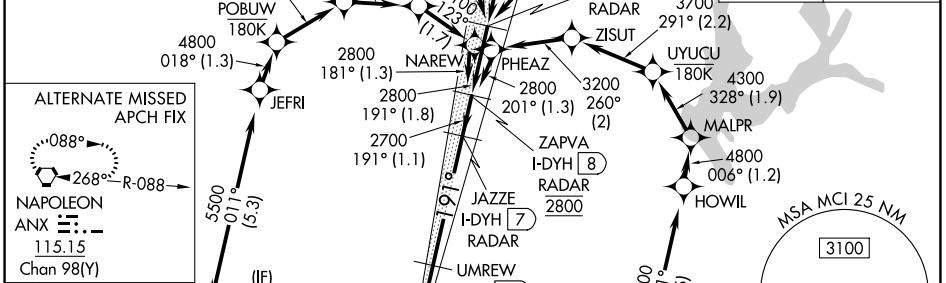 POBUW
180K
123°
(1.7)
RADAR
3700
291° (2.2)
ZISUT
4800
018° (1.3)
2800
181° (1.3)
NAREW
PHEAZ
UYUCU
180K
JEFRI
2800
191° (1.8)
2800
201° (1.3)
3200
260°
(2)
4300
328° (1.9)
ALTERNATE MISSED
APCH FIX
088°
268°
R-088
NAPOLEON
ANX
115.15
Chan 98(Y)
2700
191° (1.1)
ZAPVA
I-DYH 8
RADAR
2800
MALPR
4800
006° (1.2)
HOWIL
5500
011°
(5.3)
191°
JAZZE
I-DYH 7
RADAR
UMREW
(IF)
MSA MCI 25 NM
3100